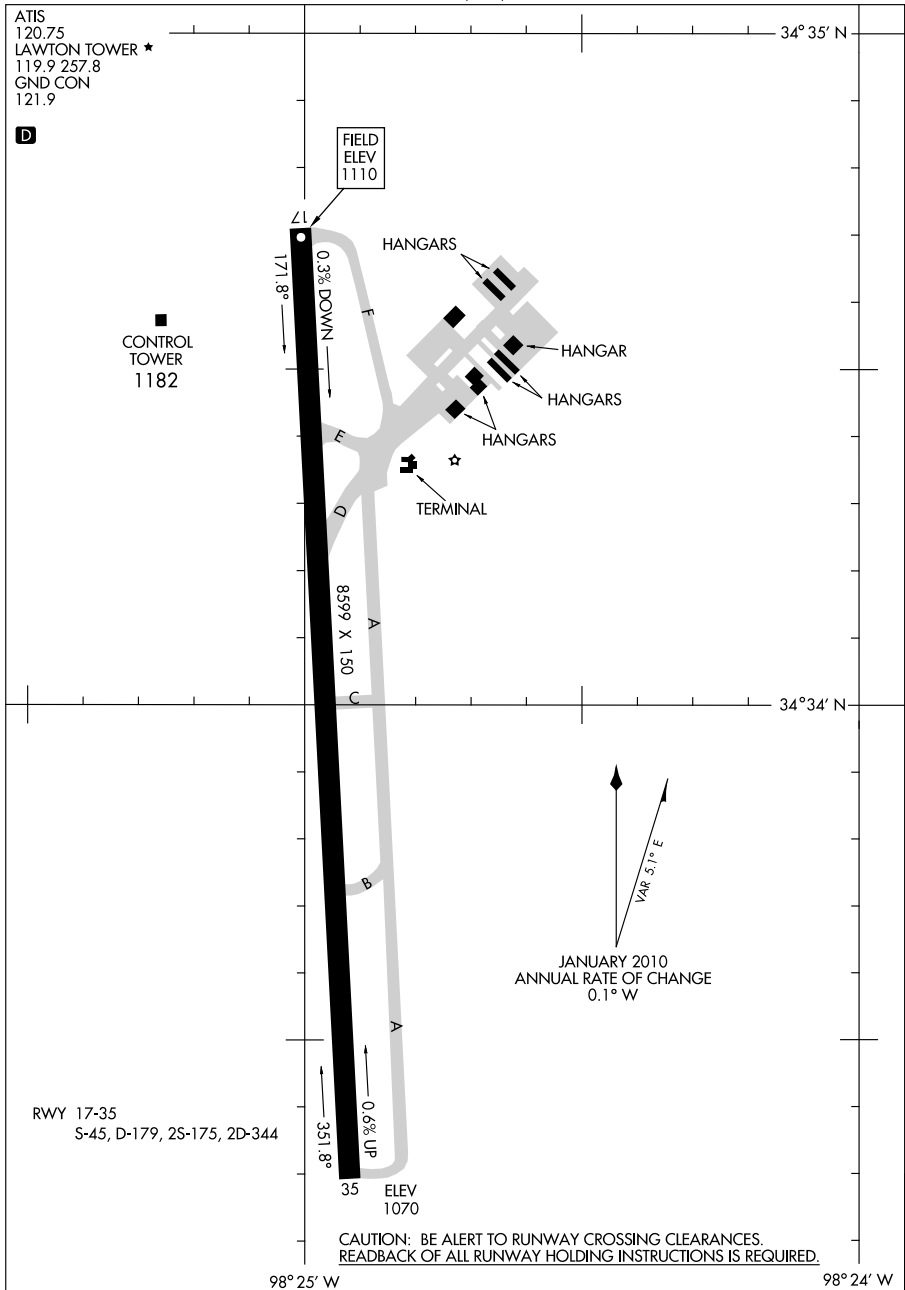 ATIS
120.75
LAWTON TOWER ★
119.9 257.8
GND CON
121.9
D
34°35' N
FIELD
ELEV
1110
17
171.8°
0.3% DOWN
F
HANGARS
CONTROL
TOWER
1182
HANGAR
HANGARS
HANGARS
E
TERMINAL
D
8599 X 150
A
C
34°34' N
VAR 5.1° E
B
JANUARY 2010
ANNUAL RATE OF CHANGE
0.1° W
A
RWY 17-35
S-45, D-179, 2S-175, 2D-344
351.8°
0.6% UP
35
ELEV
1070
CAUTION: BE ALERT TO RUNWAY CROSSING CLEARANCES.
READBACK OF ALL RUNWAY HOLDING INSTRUCTIONS IS REQUIRED.
98°25' W
98°24' W